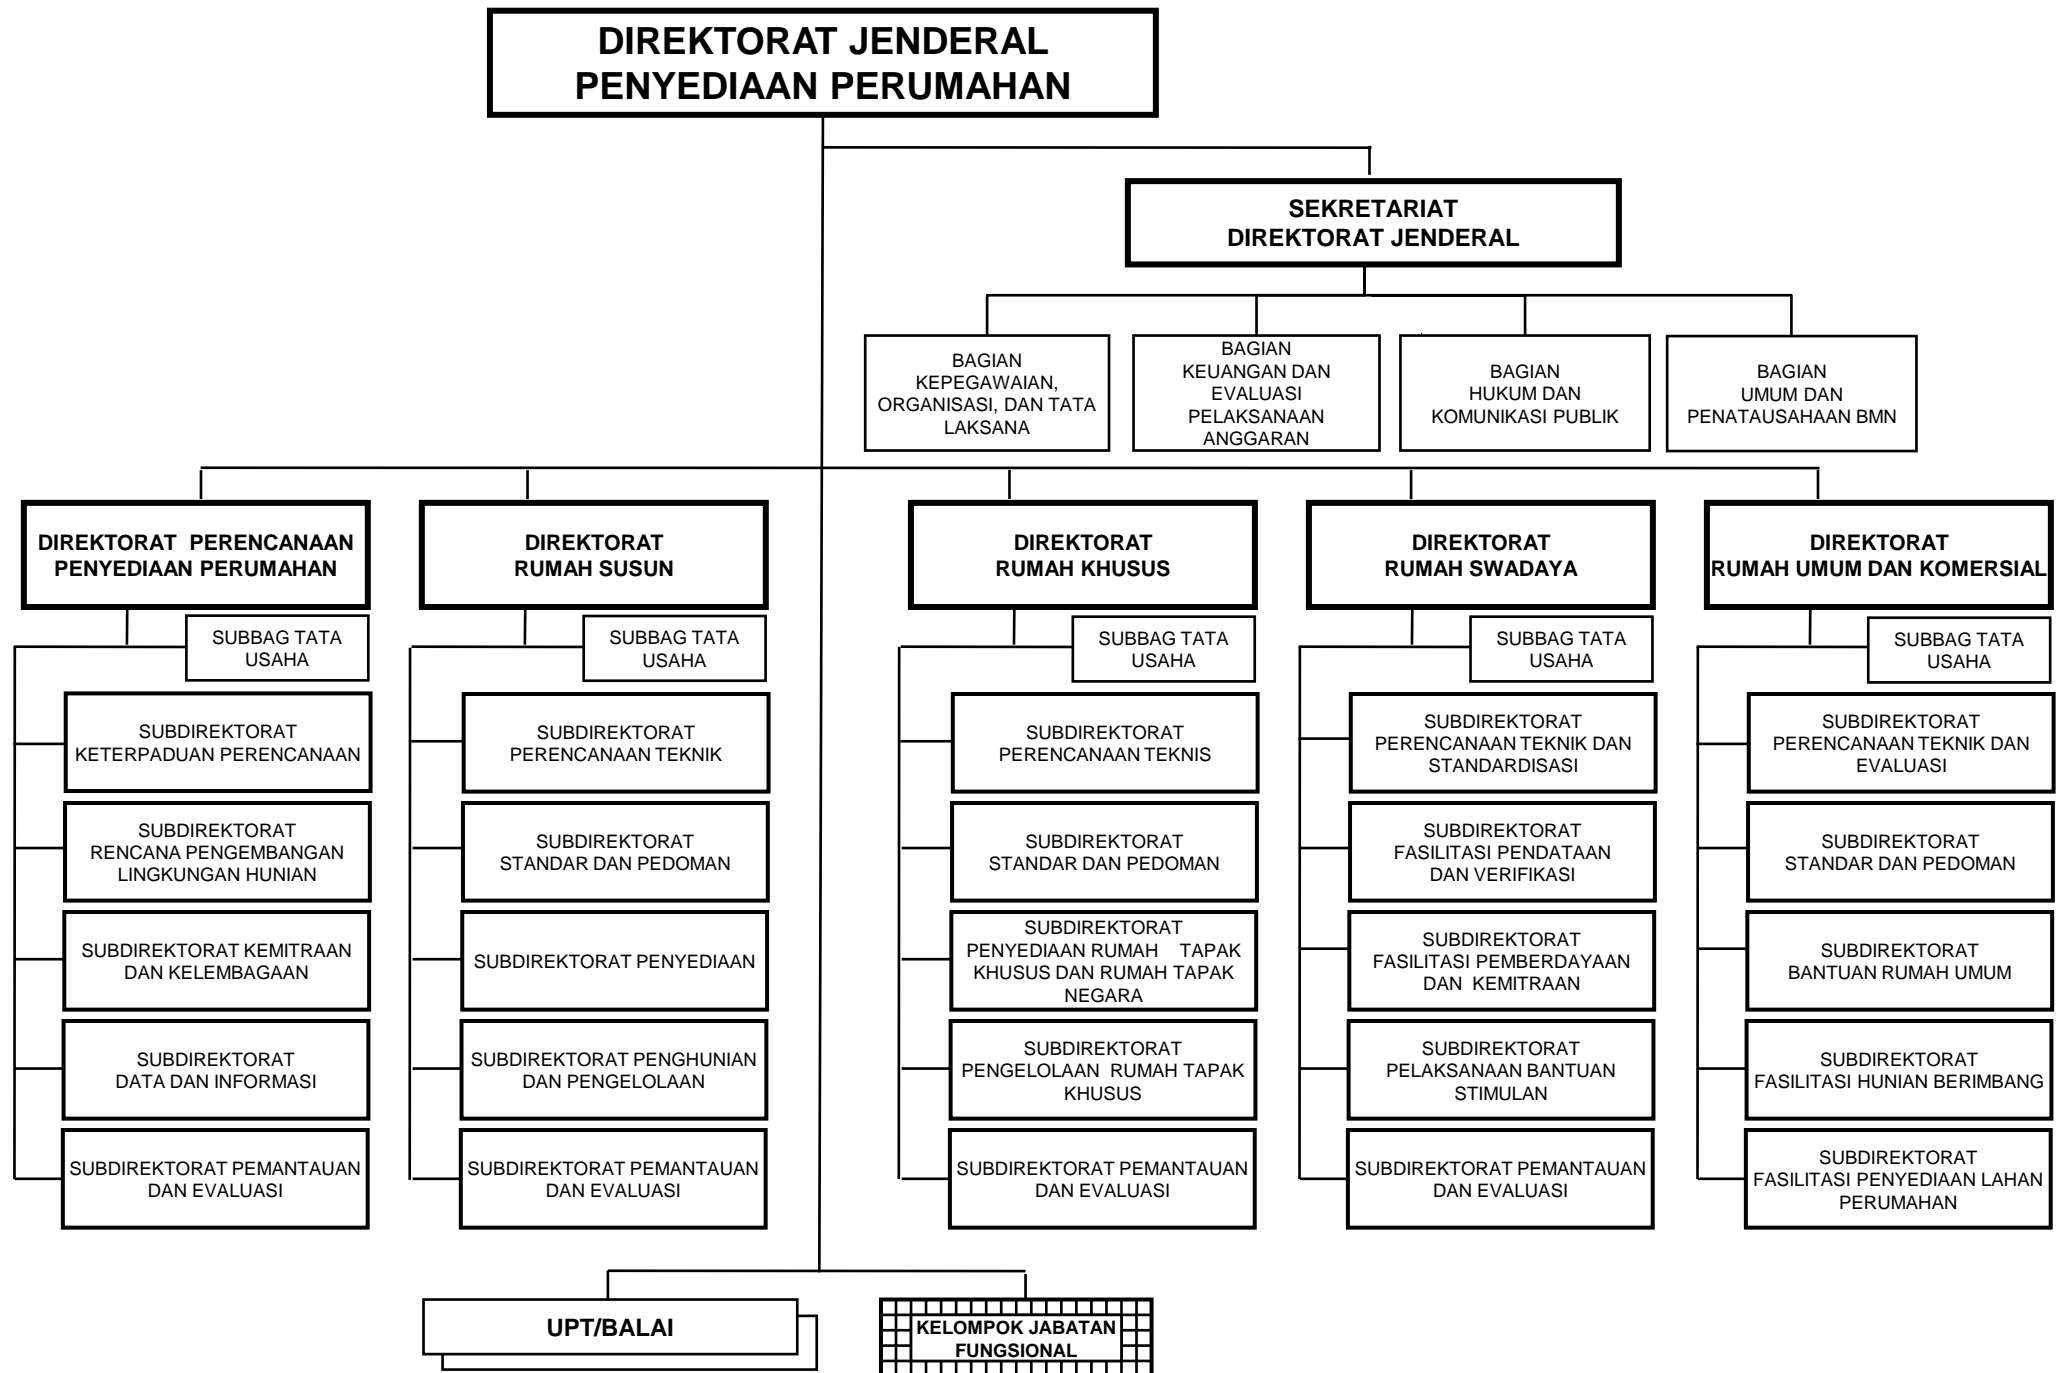 DIREKTORAT JENDERAL
PENYEDIAAN PERUMAHAN
SEKRETARIAT
DIREKTORAT JENDERAL
BAGIAN
KEPEGAWAIAN,
ORGANISASI, DAN TATA
LAKSANA
BAGIAN
KEUANGAN DAN
EVALUASI
PELAKSANAAN
ANGGARAN
BAGIAN
HUKUM DAN
KOMUNIKASI PUBLIK
BAGIAN
UMUM DAN
PENATAUSAHAAN BMN
DIREKTORAT PERENCANAAN
PENYEDIAAN PERUMAHAN
SUBBAG TATA
USAHA
SUBDIREKTORAT
KETERPADUAN PERENCANAAN
SUBDIREKTORAT
RENCANA PENGEMBANGAN
LINGKUNGAN HUNIAN
SUBDIREKTORAT KEMITRAAN
DAN KELEMBAGAAN
SUBDIREKTORAT
DATA DAN INFORMASI
SUBDIREKTORAT PEMANTAUAN
DAN EVALUASI
DIREKTORAT
RUMAH SUSUN
SUBBAG TATA
USAHA
SUBDIREKTORAT
PERENCANAAN TEKNIK
SUBDIREKTORAT
STANDAR DAN PEDOMAN
SUBDIREKTORAT PENYEDIAAN
SUBDIREKTORAT PENGHUNIAN
DAN PENGELOLAAN
SUBDIREKTORAT PEMANTAUAN
DAN EVALUASI
DIREKTORAT
RUMAH KHUSUS
SUBBAG TATA
USAHA
SUBDIREKTORAT
PERENCANAAN TEKNIS
SUBDIREKTORAT
STANDAR DAN PEDOMAN
SUBDIREKTORAT
PENYEDIAAN RUMAH TAPAK
KHUSUS DAN RUMAH TAPAK
NEGARA
SUBDIREKTORAT
PENGELOLAAN RUMAH TAPAK
KHUSUS
SUBDIREKTORAT PEMANTAUAN
DAN EVALUASI
DIREKTORAT
RUMAH SWADAYA
SUBBAG TATA
USAHA
SUBDIREKTORAT
PERENCANAAN TEKNIK DAN
STANDARDISASI
SUBDIREKTORAT
FASILITASI PENDATAAN
DAN VERIFIKASI
SUBDIREKTORAT
FASILITASI PEMBERDAYAAN
DAN KEMITRAAN
SUBDIREKTORAT
PELAKSANAAN BANTUAN
STIMULAN
SUBDIREKTORAT PEMANTAUAN
DAN EVALUASI
DIREKTORAT
RUMAH UMUM DAN KOMERSIAL
SUBBAG TATA
USAHA
SUBDIREKTORAT
PERENCANAAN TEKNIK DAN
EVALUASI
SUBDIREKTORAT
STANDAR DAN PEDOMAN
SUBDIREKTORAT
BANTUAN RUMAH UMUM
SUBDIREKTORAT
FASILITASI HUNIAN BERIMBANG
SUBDIREKTORAT
FASILITASI PENYEDIAAN LAHAN
PERUMAHAN
UPT/BALAI
KELOMPOK JABATAN
FUNGSIONAL